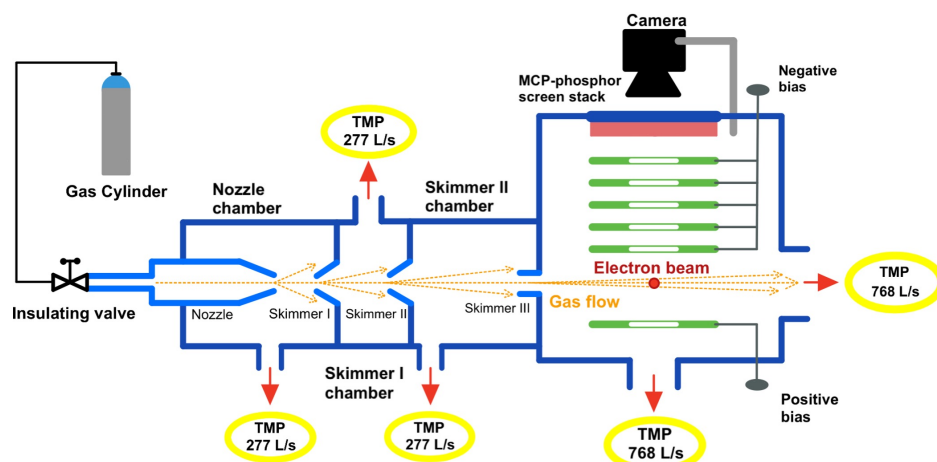 Camera
MCP-phosphor
screen stack
Negative
bias
TMP
277 L/s
Gas Cylinder
Nozzle
chamber
Skimmer II
chamber
Electron beam
Gas flow
TMP
768 L/s
Insulating valve
Nozzle
Skimmer I
Skimmer II
Skimmer III
Skimmer I
chamber
Positive
bias
TMP
277 L/s
TMP
277 L/s
TMP
768 L/s